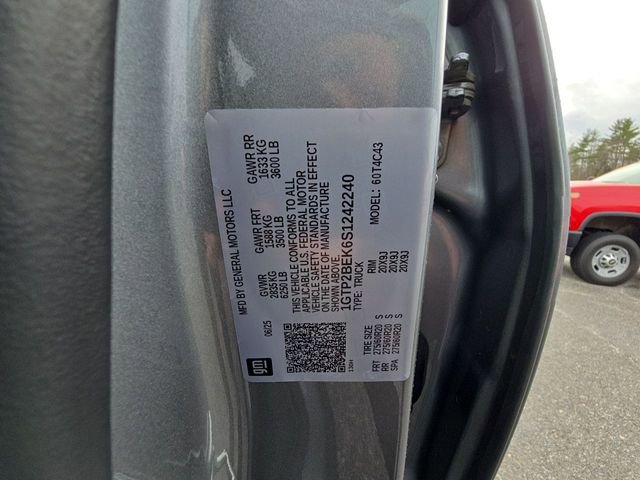 MFD BY GENERAL MOTORS LLC
06/25
GVWR GAWR FRT GAWR RR
2835 KG 1588 KG 1633 KG
6250 LB 3500 LB 3600 LB
THIS VEHICLE CONFORMS TO ALL
APPLICABLE U.S. FEDERAL MOTOR
VEHICLE SAFETY STANDARDS IN EFFECT
ON THE DATE OF MANUFACTURE
SHOWN ABOVE.
1GTP2BEK6S1242240
TYPE: TRUCK MODEL: 60T4C43
gm
TIRE SIZE RIM
FRT 275/60R20 S 20X9J
RR 275/60R20 S 20X9J
SPA 275/60R20 S 20X9J